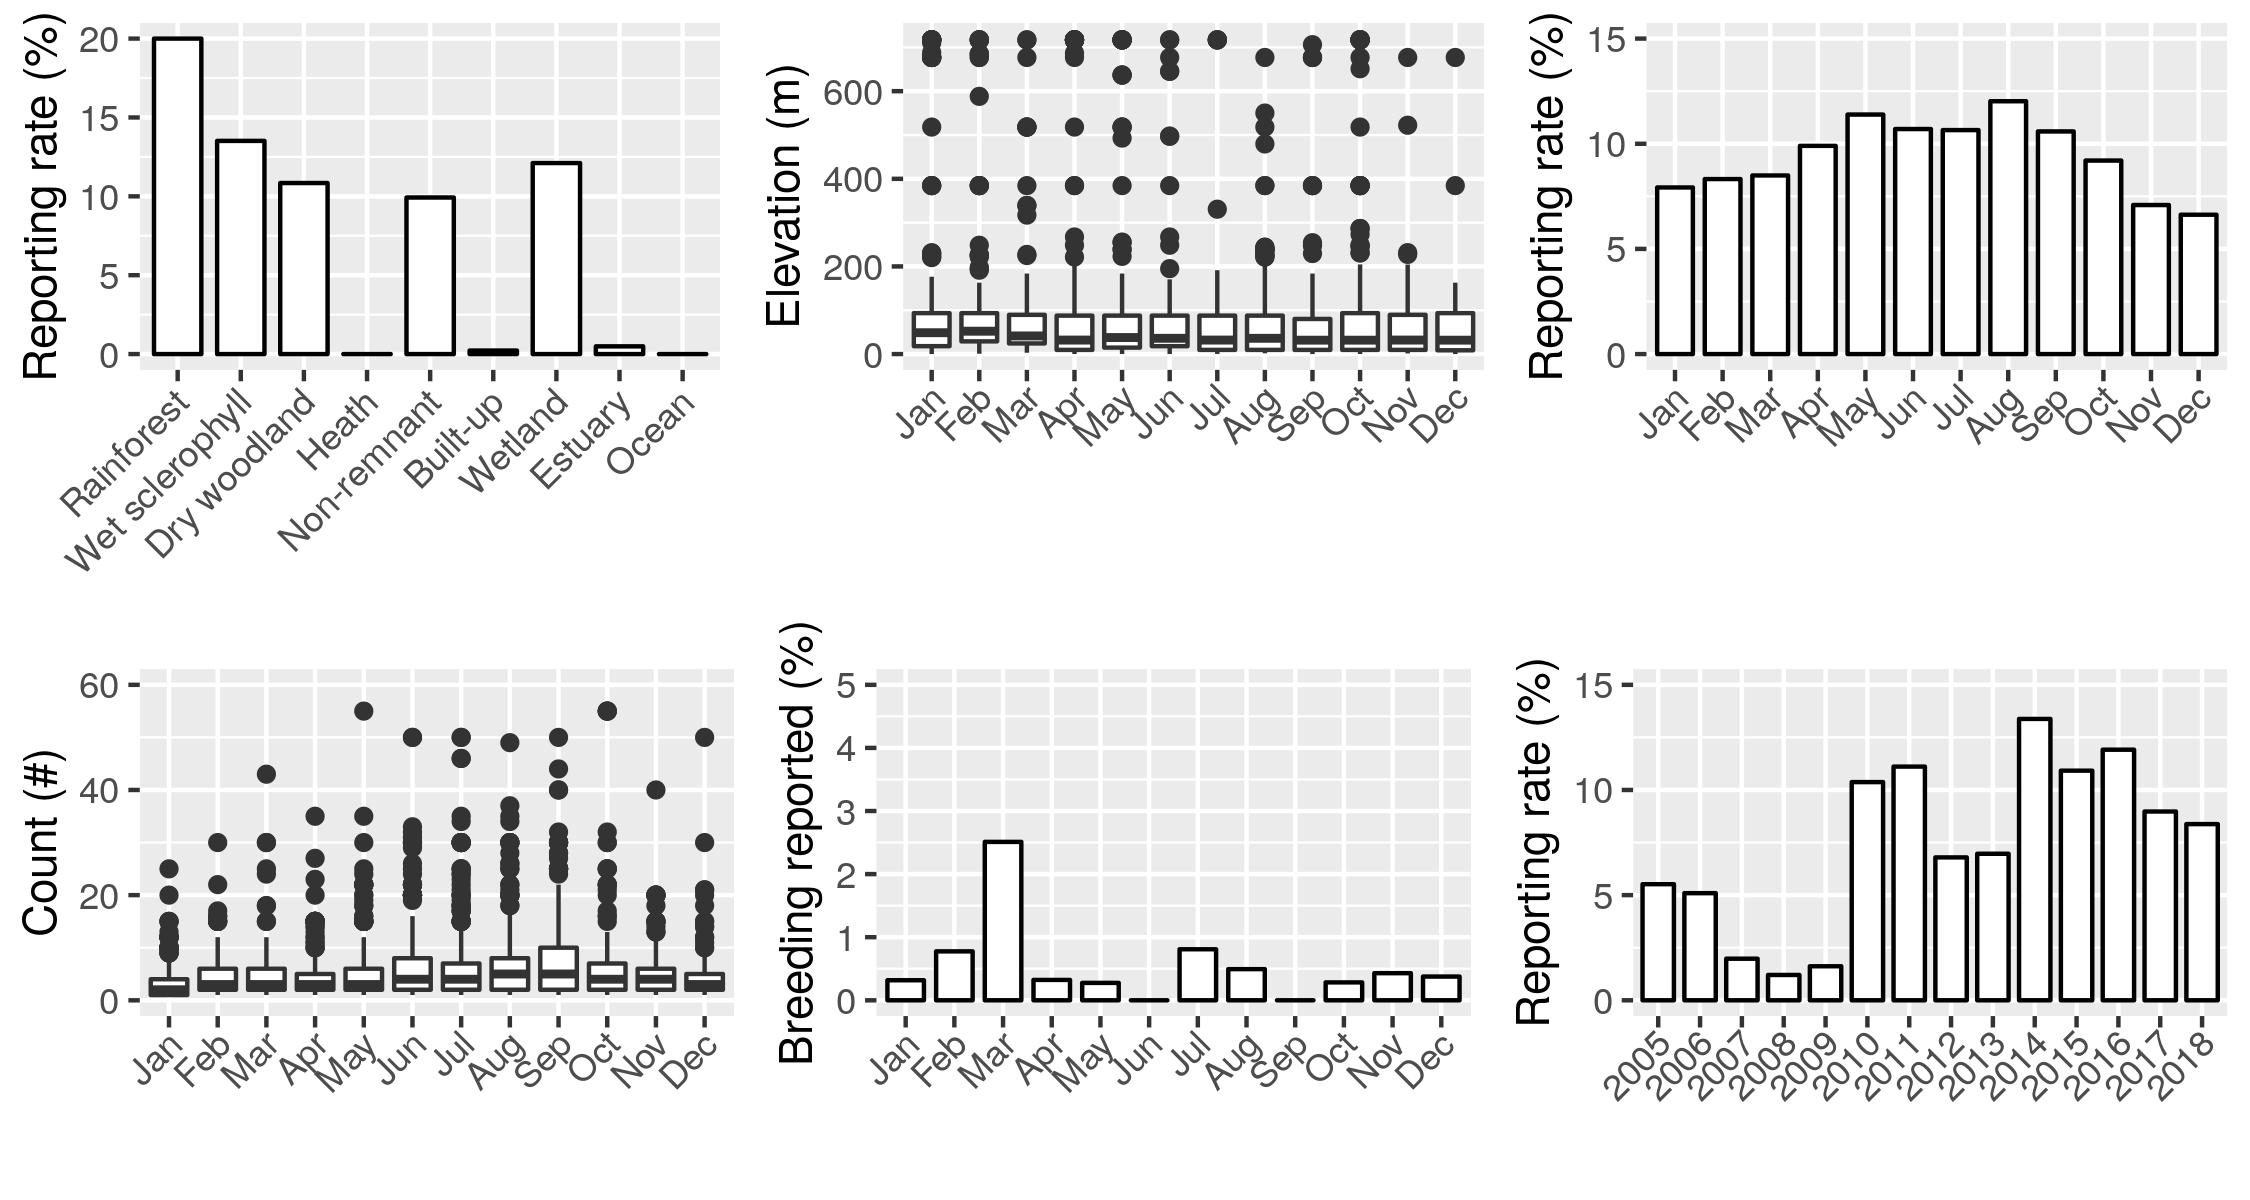 Reporting rate (%)
20
15
10
5
0
Rainforest
Wet sclerophyll
Dry woodland
Heath
Non-remnant
Built-up
Wetland
Estuary
Ocean
Elevation (m)
600
400
200
0
Jan
Feb
Mar
Apr
May
Jun
Jul
Aug
Sep
Oct
Nov
Dec
Reporting rate (%)
15
10
5
0
Jan
Feb
Mar
Apr
May
Jun
Jul
Aug
Sep
Oct
Nov
Dec
Count (#)
60
40
20
0
Jan
Feb
Mar
Apr
May
Jun
Jul
Aug
Sep
Oct
Nov
Dec
Breeding reported (%)
5
4
3
2
1
0
Jan
Feb
Mar
Apr
May
Jun
Jul
Aug
Sep
Oct
Nov
Dec
Reporting rate (%)
15
10
5
0
2005
2006
2007
2008
2009
2010
2011
2012
2013
2014
2015
2016
2017
2018